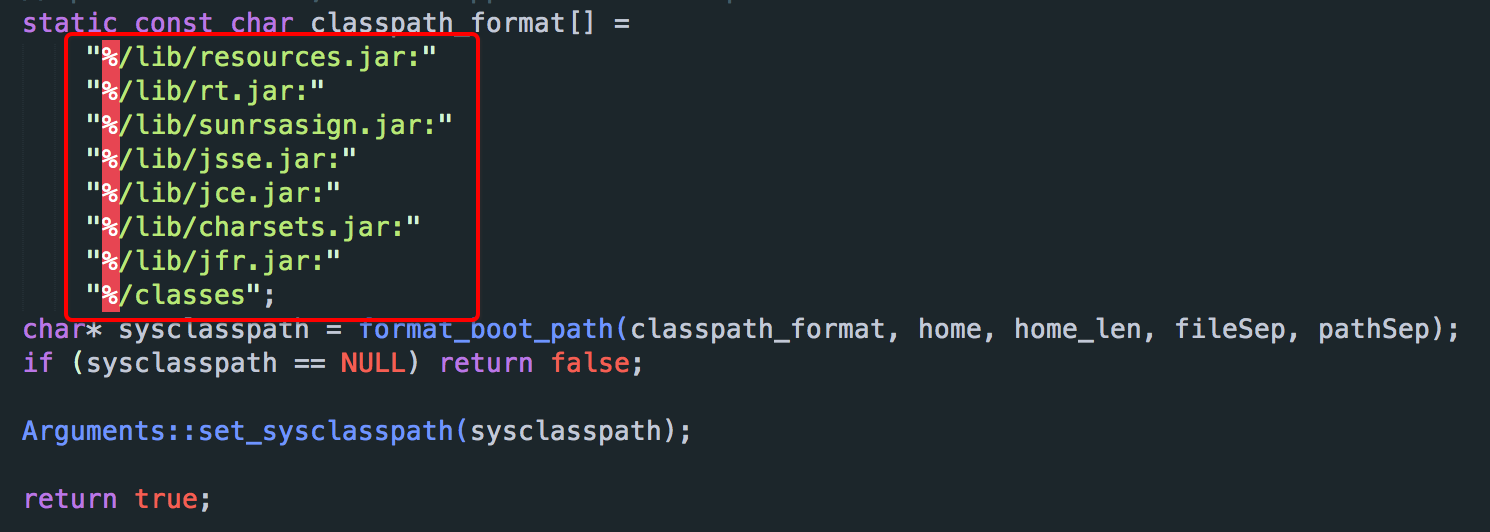 static const char classpath_format[] =
"%/lib/resources.jar:"
"%/lib/rt.jar:"
"%/lib/sunrsasign.jar:"
"%/lib/jsse.jar:"
"%/lib/jce.jar:"
"%/lib/charsets.jar:"
"%/lib/jfr.jar:"
"%/classes";
char* sysclasspath = format_boot_path(classpath_format, home, home_len, fileSep, pathSep);
if (sysclasspath == NULL) return false;
Arguments::set_sysclasspath(sysclasspath);
return true;